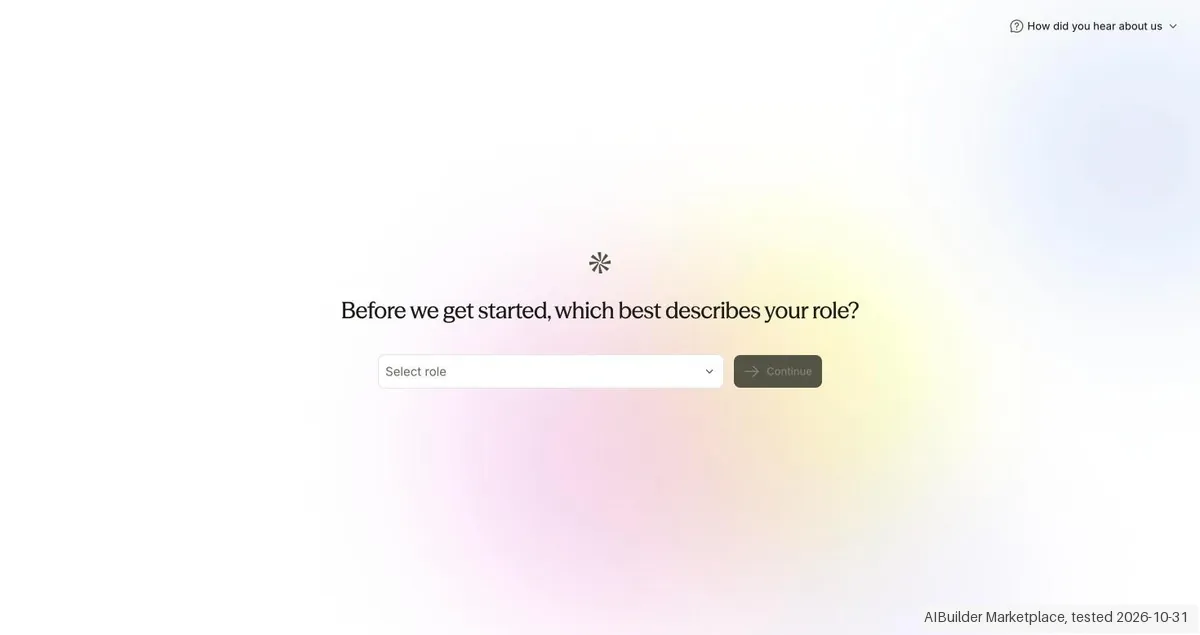 How did you hear about us
Before we get started, which best describes your role?
Select role
Continue
AIBuilder Marketplace, tested 2026-10-31